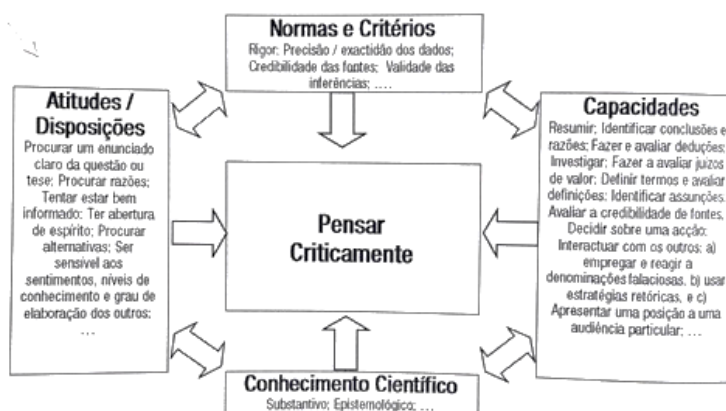 Normas e Critérios
Rigor: Precisão / exactidão dos dados;
Credibilidade das fontes; Validade das
inferências; ....
Atitudes /
Disposições
Procurar um enunciado
claro da questão ou
tese; Procurar razões;
Tentar estar bem
informado: Ter abertura
de espírito; Procurar
alternativas; Ser
sensível aos
sentimentos, níveis de
conhecimento e grau de
elaboração dos outros:
...
Pensar
Criticamente
Capacidades
Resumir; Identificar conclusões e
razões; Fazer e avaliar deduções;
Investigar; Fazer a avaliar juízos
de valor; Definir termos e avaliar
definições; Identificar assunções;
Avaliar a credibilidade de fontes,
Decidir sobre uma acção;
Interactuar com os outros: a)
empregar e reagir a
denominações falaciosas, b) usar
estratégias retóricas, e c)
Apresentar uma posição a uma
audiência particular; ...
Conhecimento Científico
Substantivo; Epistemológico; ...